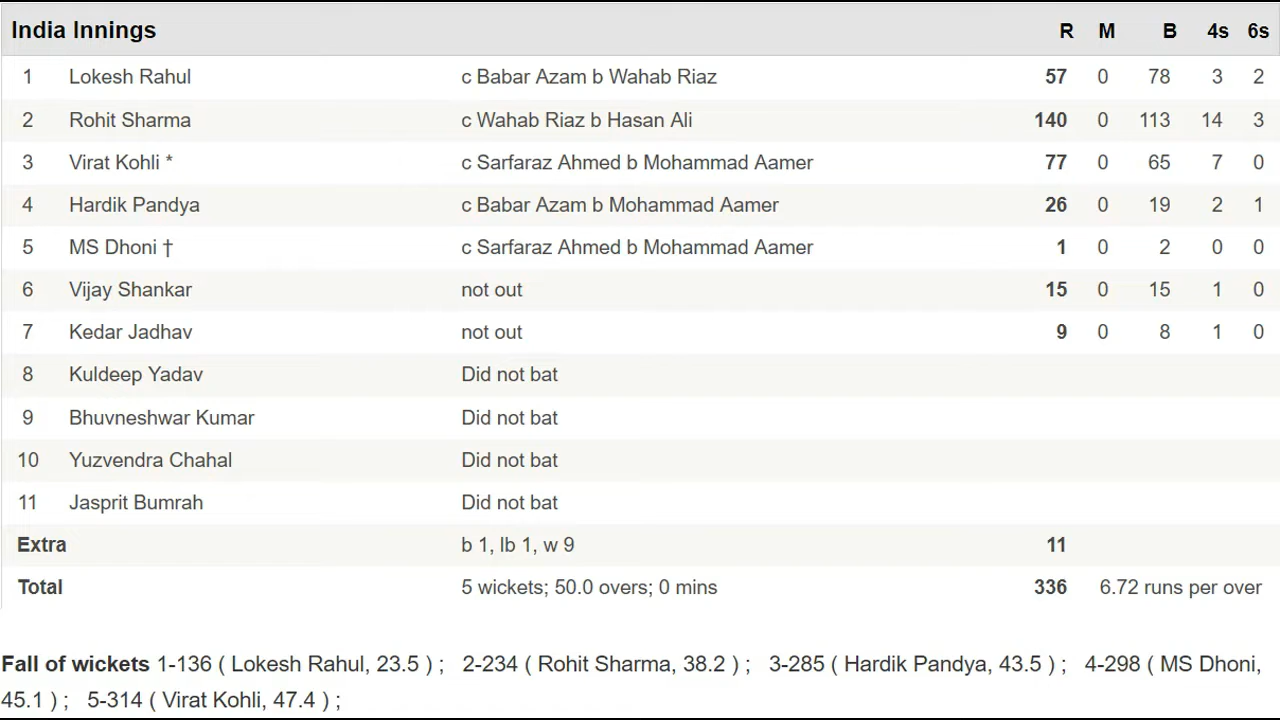 India Innings R M B 4s 6s
1 Lokesh Rahul c Babar Azam b Wahab Riaz 57 0 78 3 2
2 Rohit Sharma c Wahab Riaz b Hasan Ali 140 0 113 14 3
3 Virat Kohli * c Sarfaraz Ahmed b Mohammad Aamer 77 0 65 7 0
4 Hardik Pandya c Babar Azam b Mohammad Aamer 26 0 19 2 1
5 MS Dhoni † c Sarfaraz Ahmed b Mohammad Aamer 1 0 2 0 0
6 Vijay Shankar not out 15 0 15 1 0
7 Kedar Jadhav not out 9 0 8 1 0
8 Kuldeep Yadav Did not bat
9 Bhuvneshwar Kumar Did not bat
10 Yuzvendra Chahal Did not bat
11 Jasprit Bumrah Did not bat
Extra b 1, lb 1, w 9 11
Total 5 wickets; 50.0 overs; 0 mins 336 6.72 runs per over
Fall of wickets 1-136 ( Lokesh Rahul, 23.5 ) ; 2-234 ( Rohit Sharma, 38.2 ) ; 3-285 ( Hardik Pandya, 43.5 ) ; 4-298 ( MS Dhoni,
45.1 ) ; 5-314 ( Virat Kohli, 47.4 ) ;